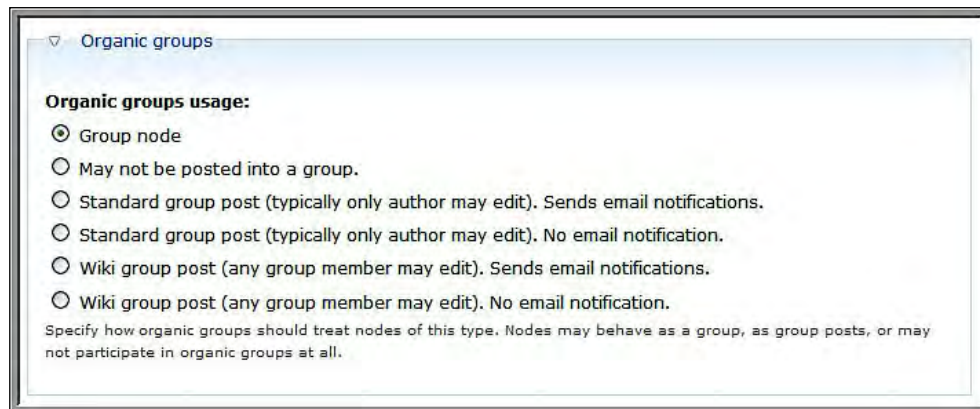 Organic groups
Organic groups usage:
Group node
May not be posted into a group.
Standard group post (typically only author may edit). Sends email notifications.
Standard group post (typically only author may edit). No email notification.
Wiki group post (any group member may edit). Sends email notifications.
Wiki group post (any group member may edit). No email notification.
Specify how organic groups should treat nodes of this type. Nodes may behave as a group, as group posts, or may
not participate in organic groups at all.